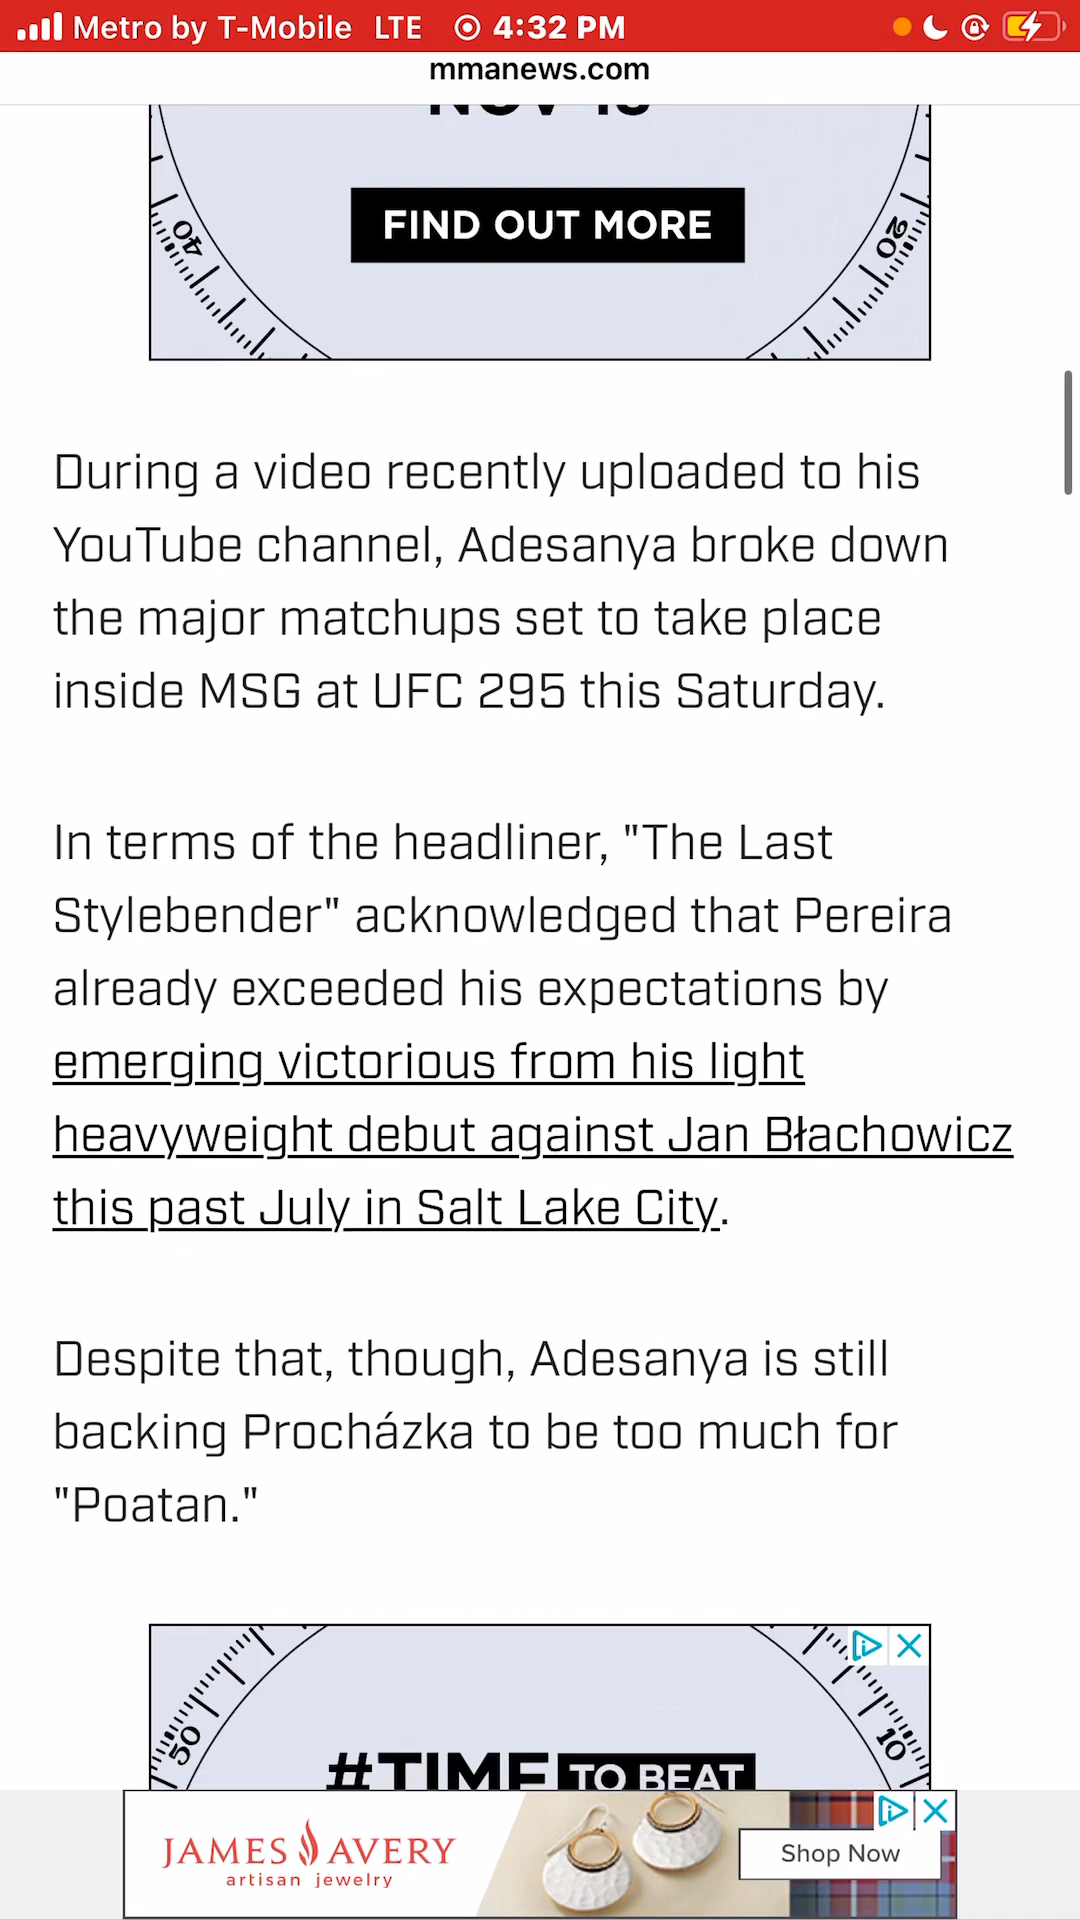 Metro by T-Mobile LTE 4:32 PM
mmanews.com
FIND OUT MORE
40
20
During a video recently uploaded to his
YouTube channel, Adesanya broke down
the major matchups set to take place
inside MSG at UFC 295 this Saturday.
In terms of the headliner, "The Last
Stylebender" acknowledged that Pereira
already exceeded his expectations by
emerging victorious from his light
heavyweight debut against Jan Błachowicz
this past July in Salt Lake City.
Despite that, though, Adesanya is still
backing Procházka to be too much for
"Poatan."
50
10
#TIME TO BEAT
JAMES AVERY
artisan jewelry
Shop Now